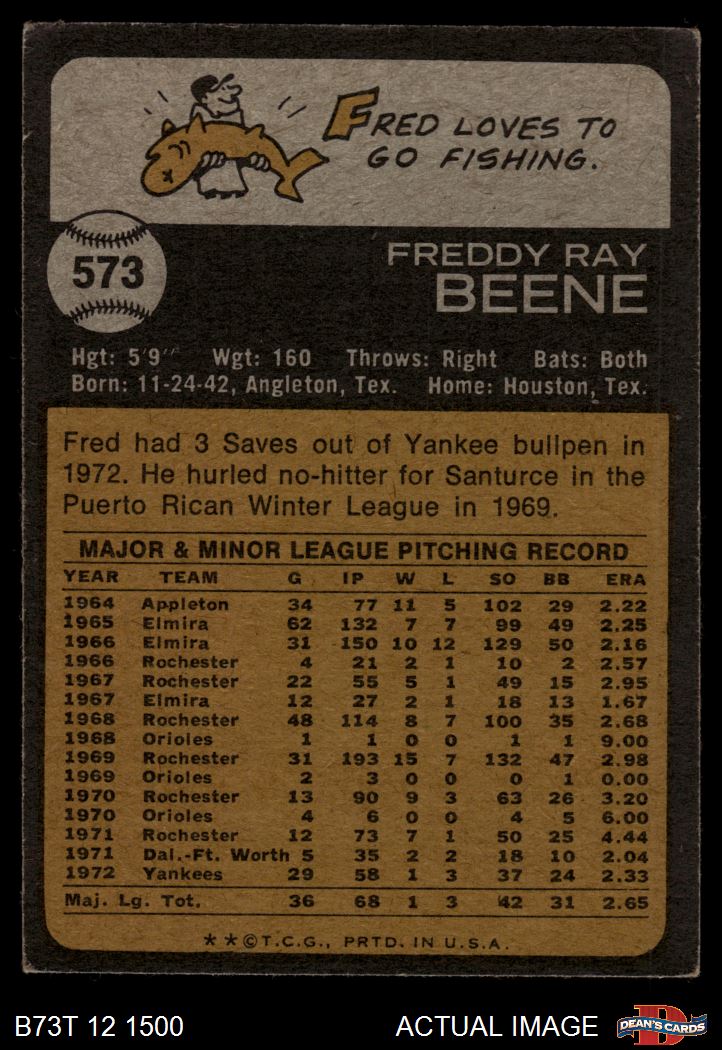 FRED LOVES TO
GO FISHING.
573
FREDDY RAY
BEENE
Hgt: 5'9" Wgt: 160 Throws: Right Bats: Both
Born: 11-24-42, Angleton, Tex. Home: Houston, Tex.
Fred had 3 Saves out of Yankee bullpen in
1972. He hurled no-hitter for Santurce in the
Puerto Rican Winter League in 1969.
MAJOR & MINOR LEAGUE PITCHING RECORD
YEAR TEAM G IP W L SO BB ERA
1964 Appleton 34 77 11 5 102 29 2.22
1965 Elmira 62 132 7 7 99 49 2.25
1966 Elmira 31 150 10 12 129 50 2.16
1966 Rochester 4 21 2 1 10 2 2.57
1967 Rochester 22 55 5 1 49 15 2.95
1967 Elmira 12 27 2 1 18 13 1.67
1968 Rochester 48 114 8 7 100 35 2.68
1968 Orioles 1 1 0 0 1 1 9.00
1969 Rochester 31 193 15 7 132 47 2.98
1969 Orioles 2 3 0 0 0 1 0.00
1970 Rochester 13 90 9 3 63 26 3.20
1970 Orioles 4 6 0 0 4 5 6.00
1971 Rochester 12 73 7 1 50 25 4.44
1971 Dal.-Ft. Worth 5 35 2 2 18 10 2.04
1972 Yankees 29 58 1 3 37 24 2.33
Maj. Lg. Tot. 36 68 1 3 42 31 2.65
**©T.C.G., PRTD. IN U.S.A.
B73T 12 1500 ACTUAL IMAGE
DEAN'S CARDS